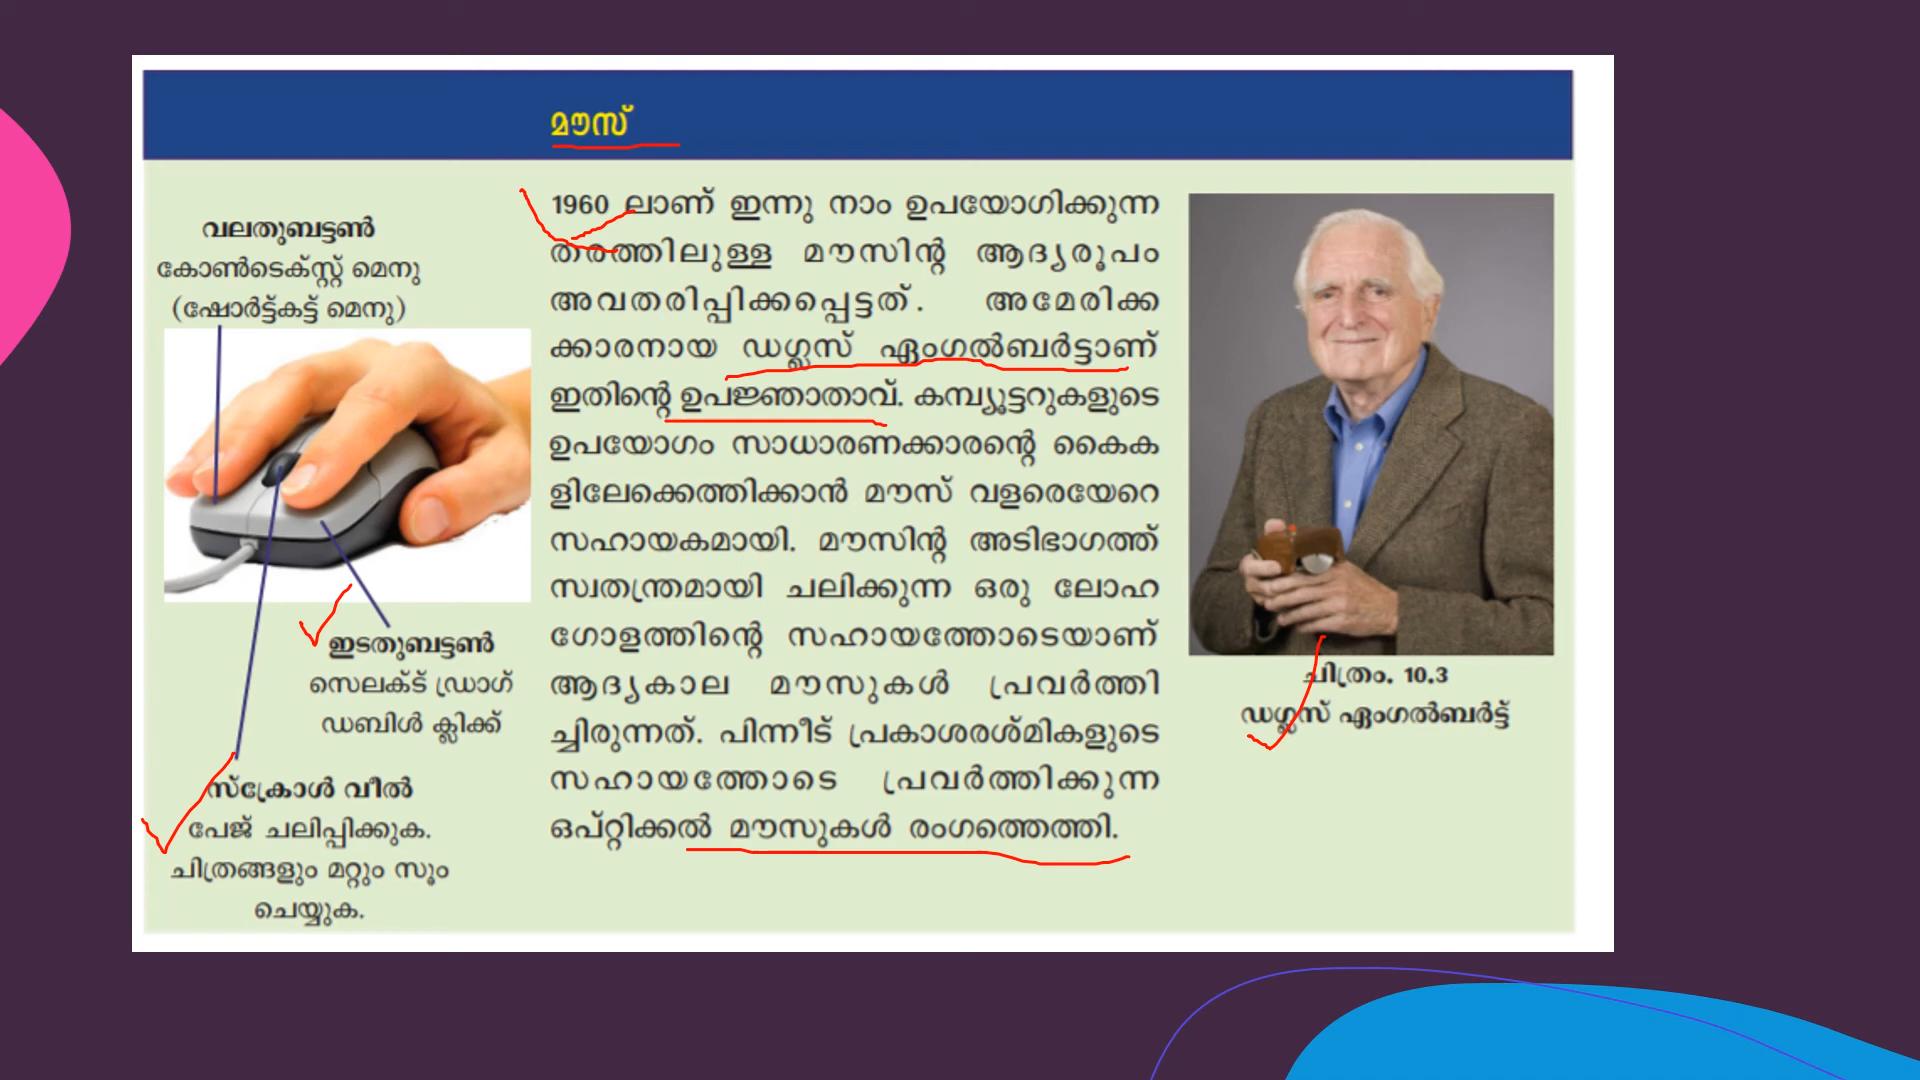 മൗസ്
വലതുബട്ടൺ
കോൺടെക്സ്റ്റ് മെനു
(ഷോർട്ട്കട്ട് മെനു)
ഇടതുബട്ടൺ
സെലക്ട് ഡ്രാഗ്
ഡബിൾ ക്ലിക്ക്
സ്ക്രോൾ വീൽ
പേജ് ചലിപ്പിക്കുക.
ചിത്രങ്ങളും മറ്റും സൂം
ചെയ്യുക.
1960 ലാണ് ഇന്നു നാം ഉപയോഗിക്കുന്ന
തരത്തിലുള്ള മൗസിന്റ ആദ്യരൂപം
അവതരിപ്പിക്കപ്പെട്ടത്. അമേരിക്ക
ക്കാരനായ ഡഗ്ലസ് ഏംഗൽബർട്ടാണ്
ഇതിന്റെ ഉപജ്ഞാതാവ്. കമ്പ്യൂട്ടറുകളുടെ
ഉപയോഗം സാധാരണക്കാരന്റെ കൈക
ളിലേക്കെത്തിക്കാൻ മൗസ് വളരെയേറെ
സഹായകമായി. മൗസിന്റ അടിഭാഗത്ത്
സ്വതന്ത്രമായി ചലിക്കുന്ന ഒരു ലോഹ
ഗോളത്തിന്റെ സഹായത്തോടെയാണ്
ആദ്യകാല മൗസുകൾ പ്രവർത്തി
ച്ചിരുന്നത്. പിന്നീട് പ്രകാശരശ്മികളുടെ
സഹായത്തോടെ പ്രവർത്തിക്കുന്ന
ഒപ്റ്റിക്കൽ മൗസുകൾ രംഗത്തെത്തി.
ചിത്രം. 10.3
ഡഗ്ലസ് ഏംഗൽബർട്ട്